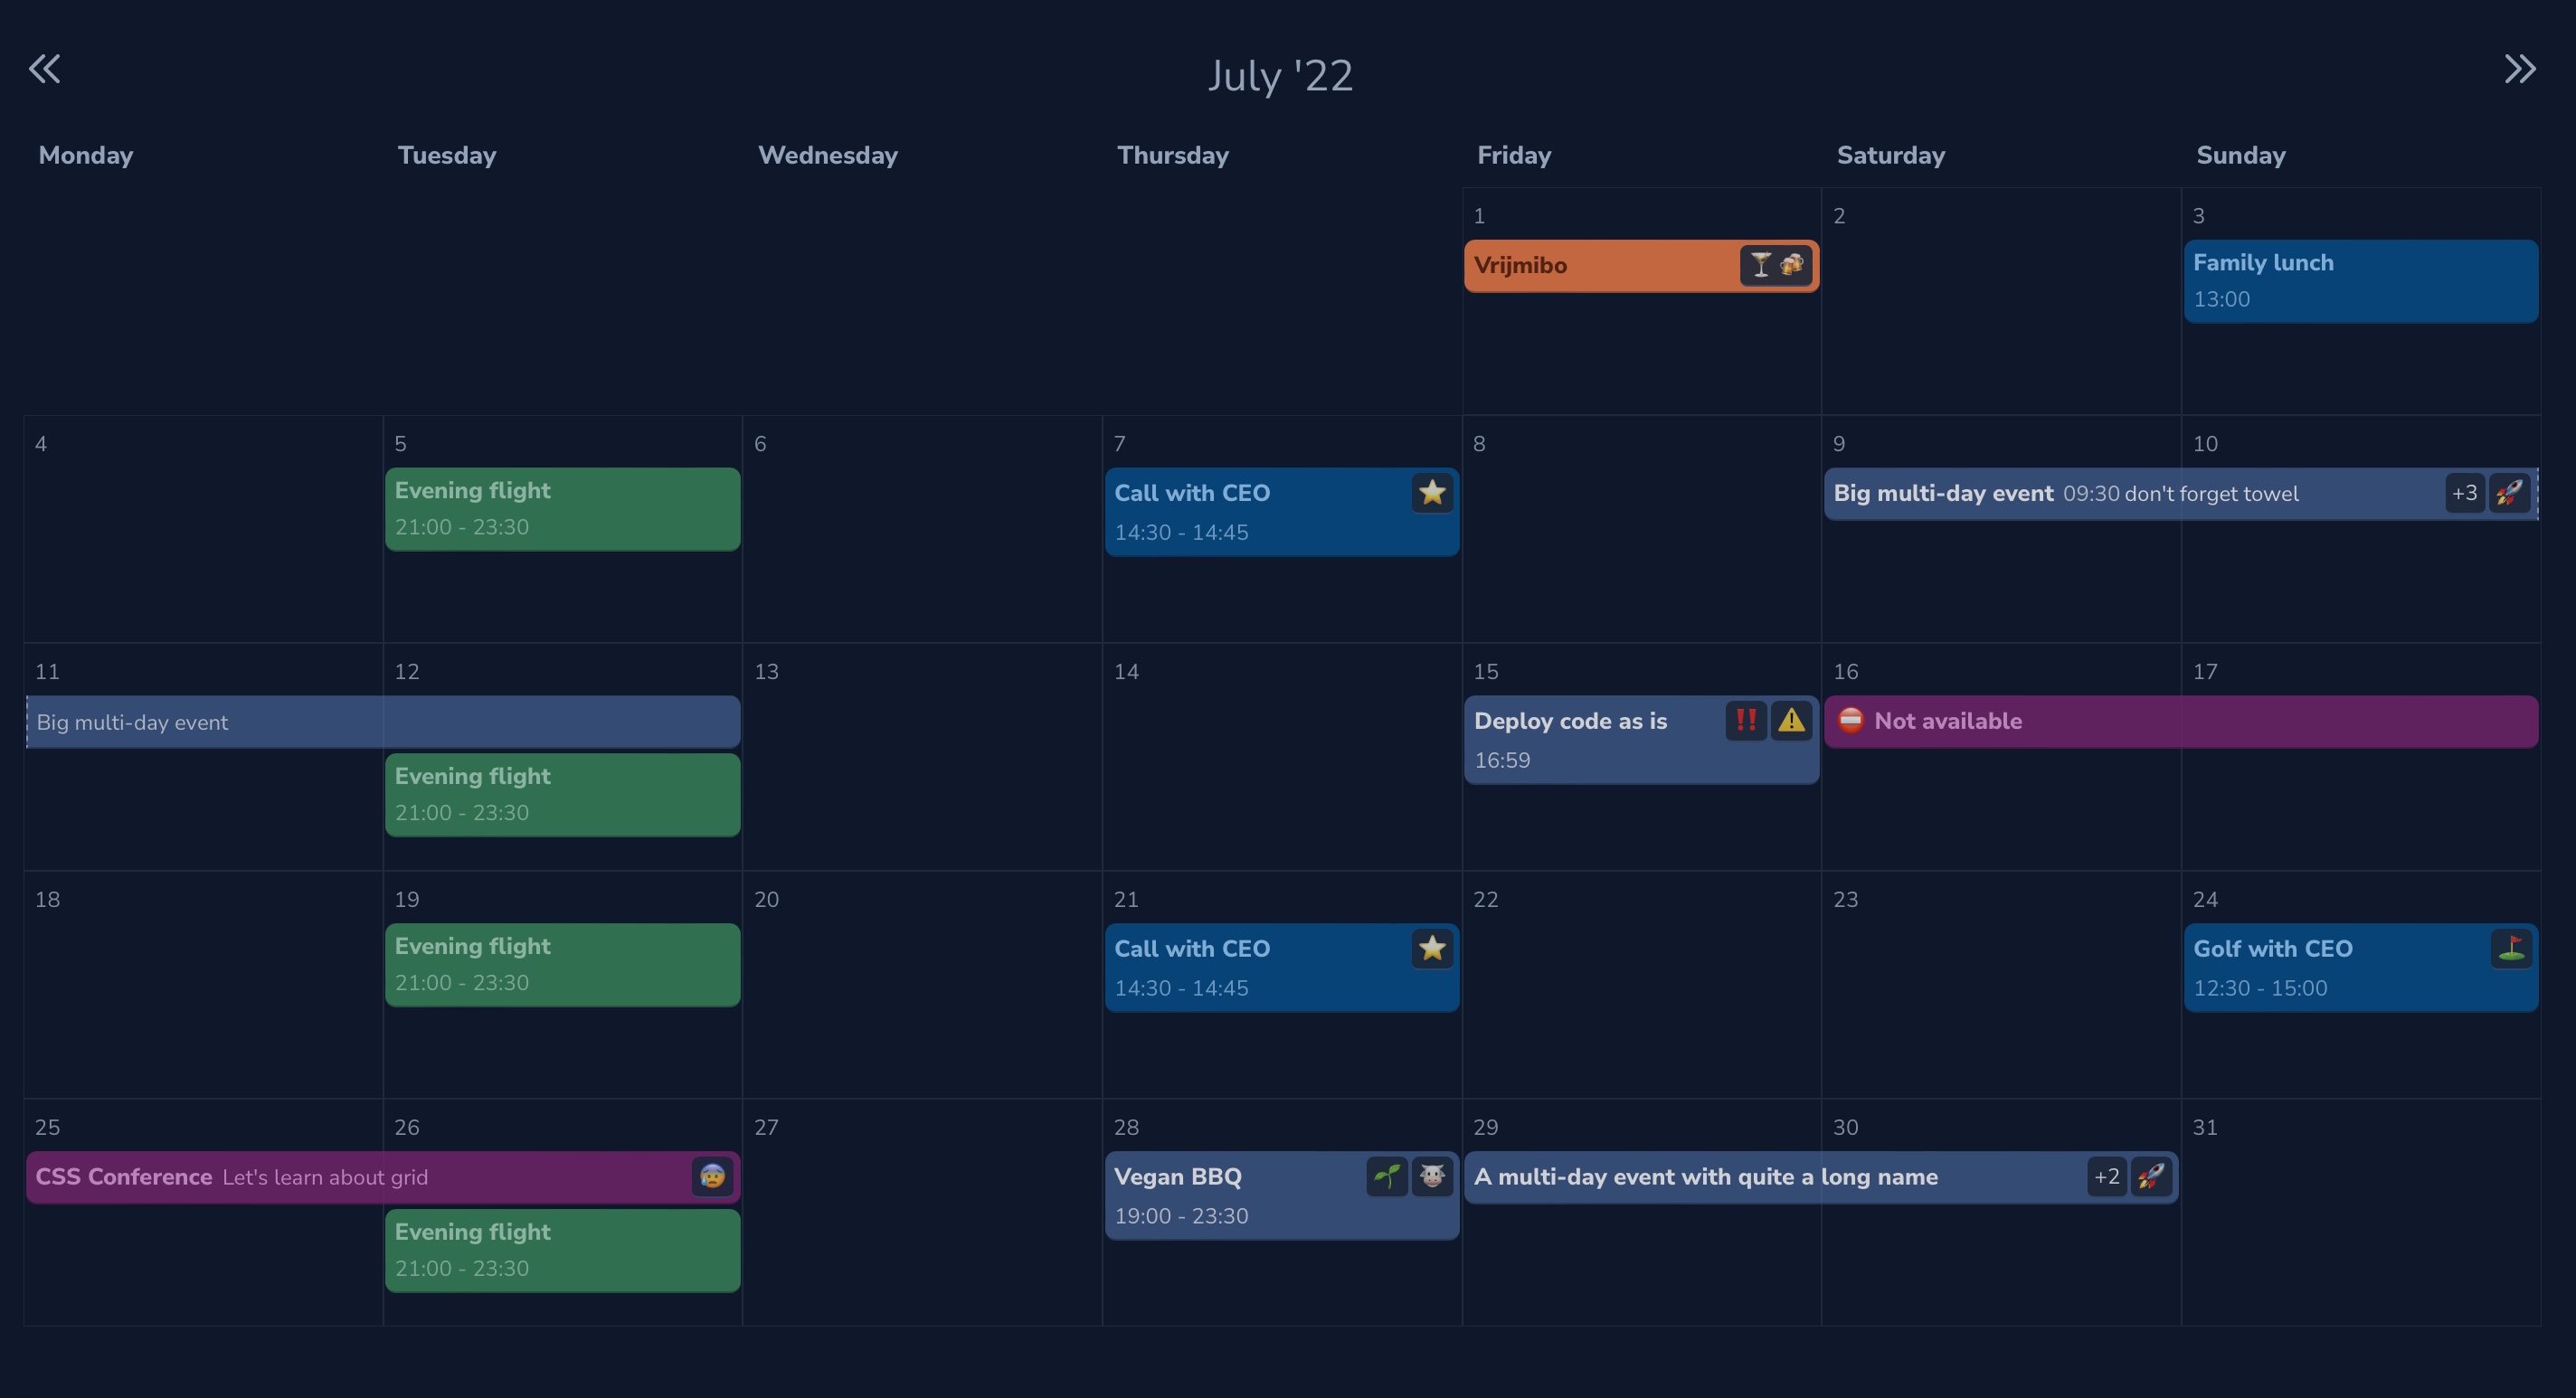 July '22
Monday Tuesday Wednesday Thursday Friday Saturday Sunday
1 2 3
Vrijmibo
Family lunch
13:00
4 5 6 7 8 9 10
Evening flight
21:00 - 23:30
Call with CEO
14:30 - 14:45
Big multi-day event 09:30 don't forget towel +3
11 12 13 14 15 16 17
Big multi-day event
Evening flight
21:00 - 23:30
Deploy code as is
16:59
Not available
18 19 20 21 22 23 24
Evening flight
21:00 - 23:30
Call with CEO
14:30 - 14:45
Golf with CEO
12:30 - 15:00
25 26 27 28 29 30 31
CSS Conference Let's learn about grid
Evening flight
21:00 - 23:30
Vegan BBQ
19:00 - 23:30
A multi-day event with quite a long name +2